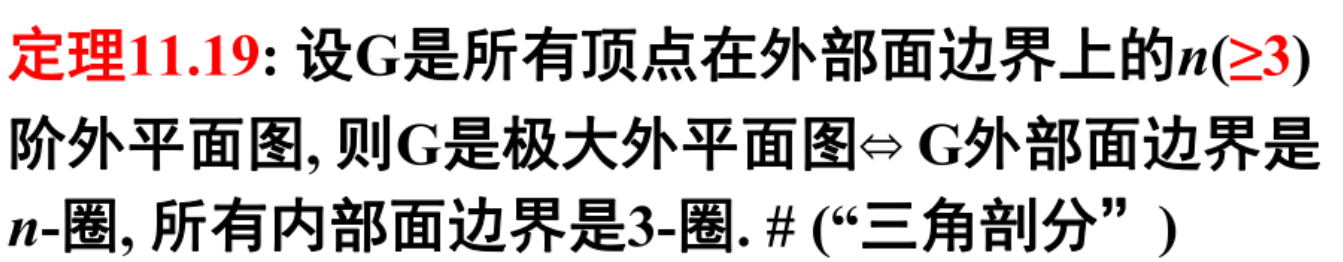 定理11.19: 设G是所有顶点在外部面边界上的n(≥3)
阶外平面图, 则G是极大外平面图⇔ G外部面边界是
n-圈, 所有内部面边界是3-圈. # (“三角剖分” )